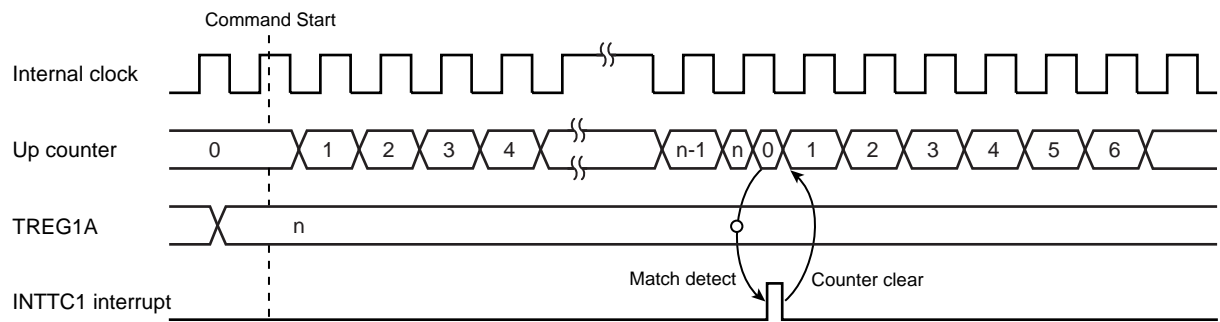 Command Start
Internal clock
Up counter 0 1 2 3 4 n-1 n 0 1 2 3 4 5 6
TREG1A n
Match detect Counter clear
INTTC1 interrupt